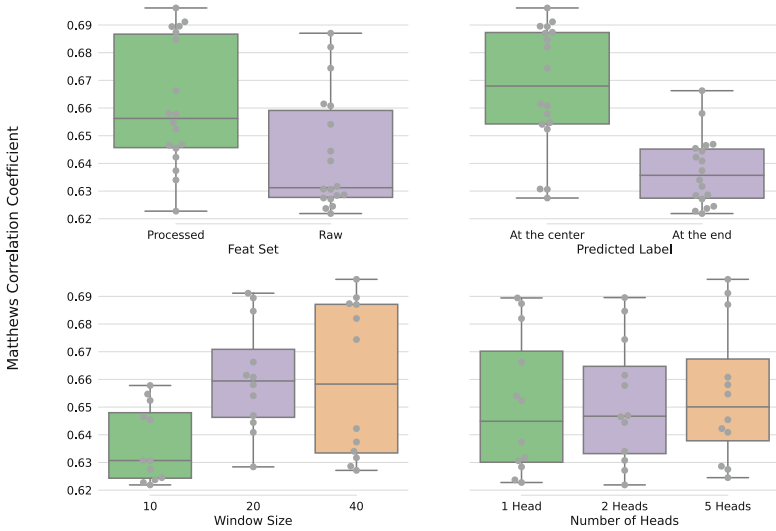 Matthews Correlation Coefficient
0.69
0.68
0.67
0.66
0.65
0.64
0.63
0.62
Processed Raw
Feat Set
At the center At the end
Predicted Label
0.69
0.68
0.67
0.66
0.65
0.64
0.63
0.62
10 20 40
Window Size
1 Head 2 Heads 5 Heads
Number of Heads